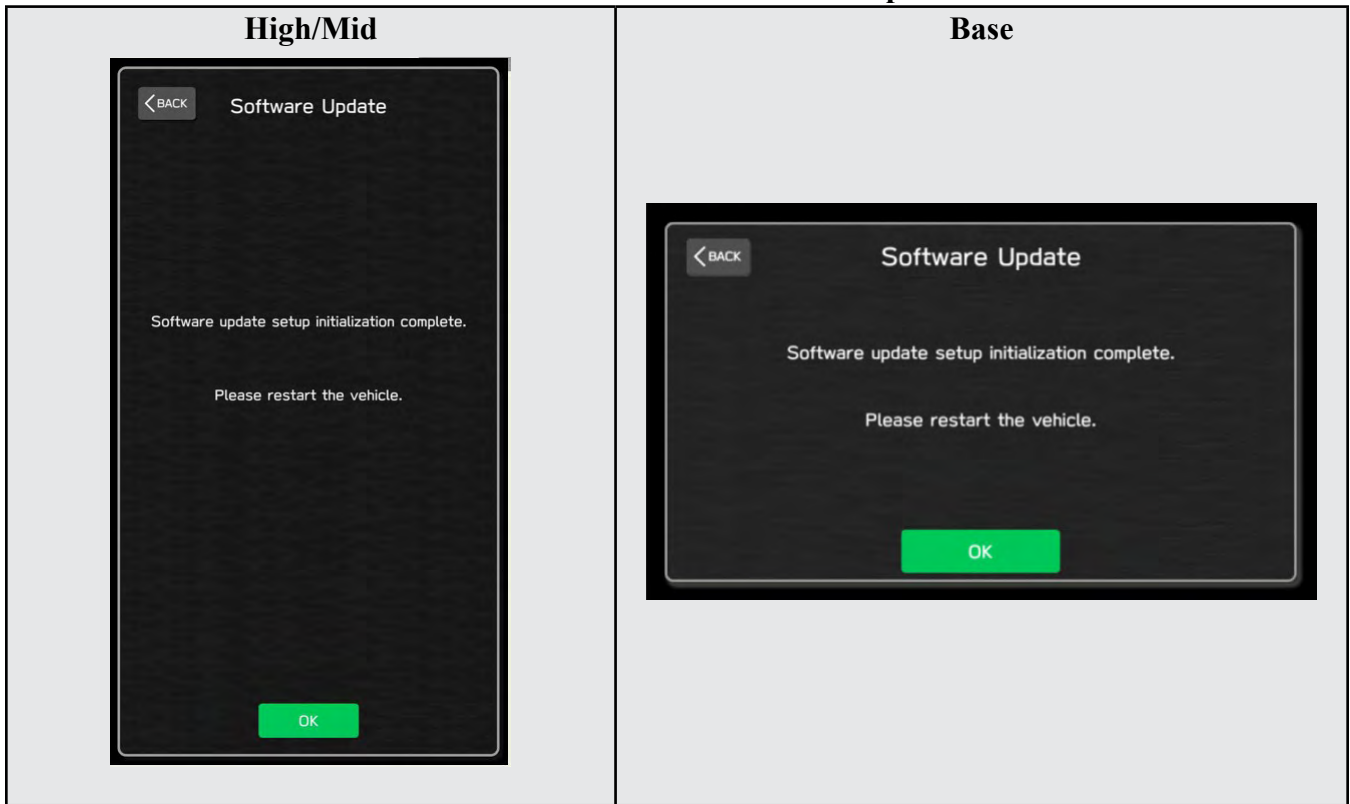 High/Mid
Base
BACK
Software Update
Software update setup initialization complete.
Please restart the vehicle.
OK
BACK
Software Update
Software update setup initialization complete.
Please restart the vehicle.
OK